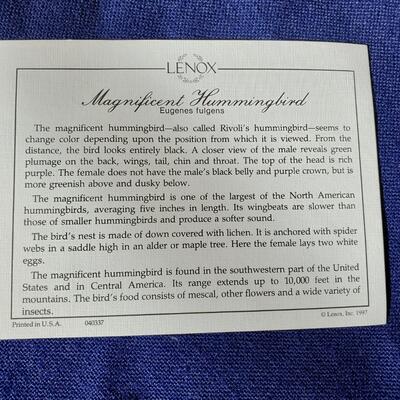 LENOX
Magnificent Hummingbird
Eugenes fulgens
The magnificent hummingbird—also called Rivoli's hummingbird—seems to
change color depending upon the position from which it is viewed. From the
distance, the bird looks entirely black. A closer view of the male reveals green
plumage on the back, wings, tail, chin and throat. The top of the head is rich
purple. The female does not have the male's black belly and purple crown, but is
more greenish above and dusky below.
The magnificent hummingbird is one of the largest of the North American
hummingbirds, averaging five inches in length. Its wingbeats are slower than
those of smaller hummingbirds and produce a softer sound.
The bird's nest is made of down covered with lichen. It is anchored with spider
webs in a saddle high in an alder or maple tree. Here the female lays two white
eggs.
The magnificent hummingbird is found in the southwestern part of the United
States and in Central America. Its range extends up to 10,000 feet in the
mountains. The bird's food consists of mescal, other flowers and a wide variety of
insects.
Printed in U.S.A. 040337 © Lenox, Inc. 1997